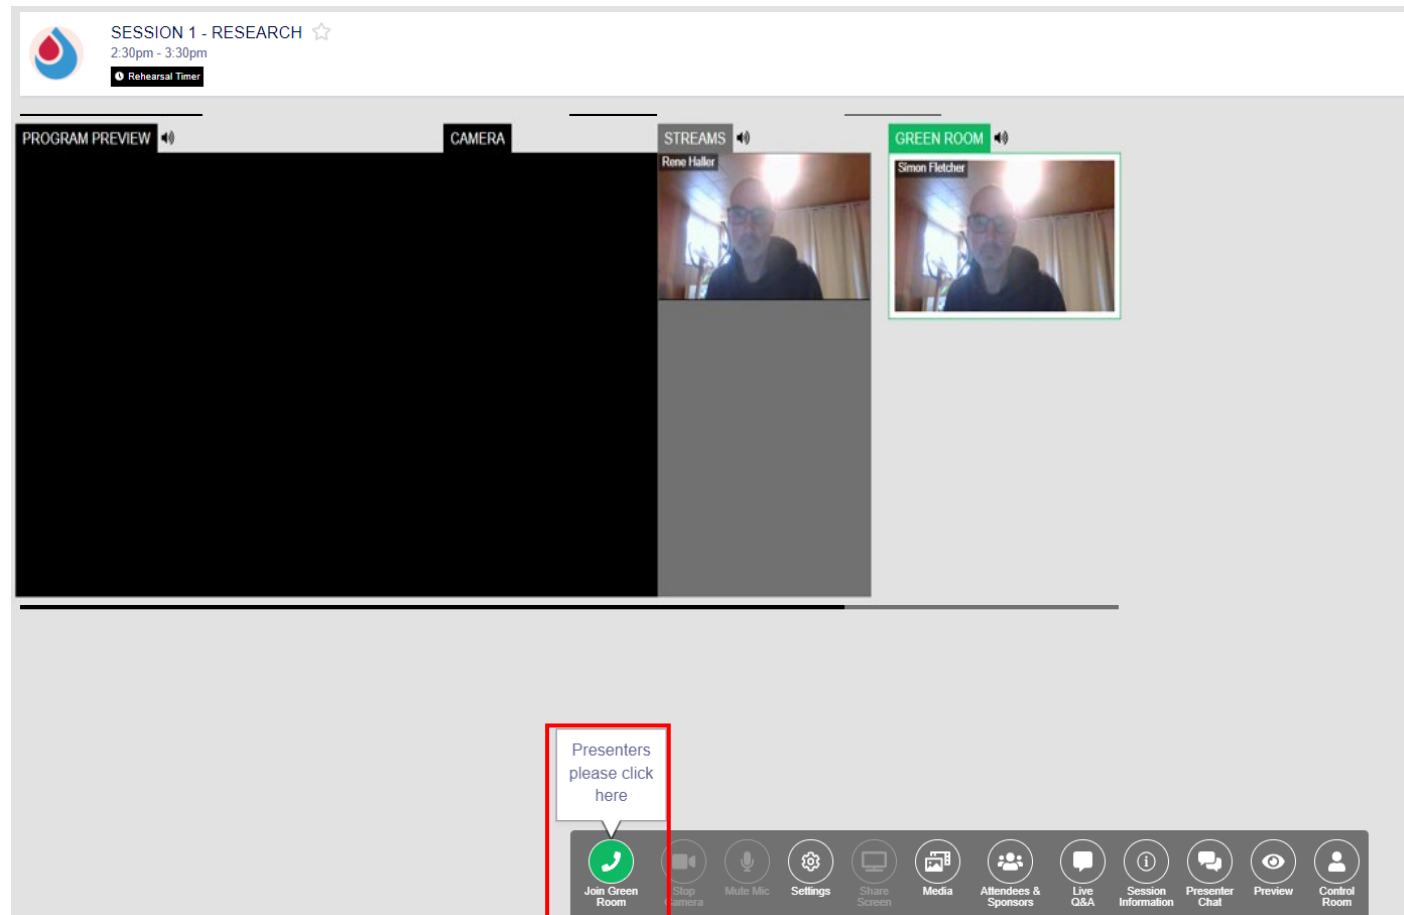 SESSION 1 - RESEARCH
2:30pm - 3:30pm
Rehearsal Timer
PROGRAM PREVIEW
CAMERA
STREAMS
GREEN ROOM
Rene Haller
Simon Fletcher
Presenters
please click
here
Join Green
Room
Stop
Camera
Mute Mic
Settings
Share
Screen
Media
Attendees &
Sponsors
Live
Q&A
Session
Information
Presenter
Chat
Preview
Control
Room